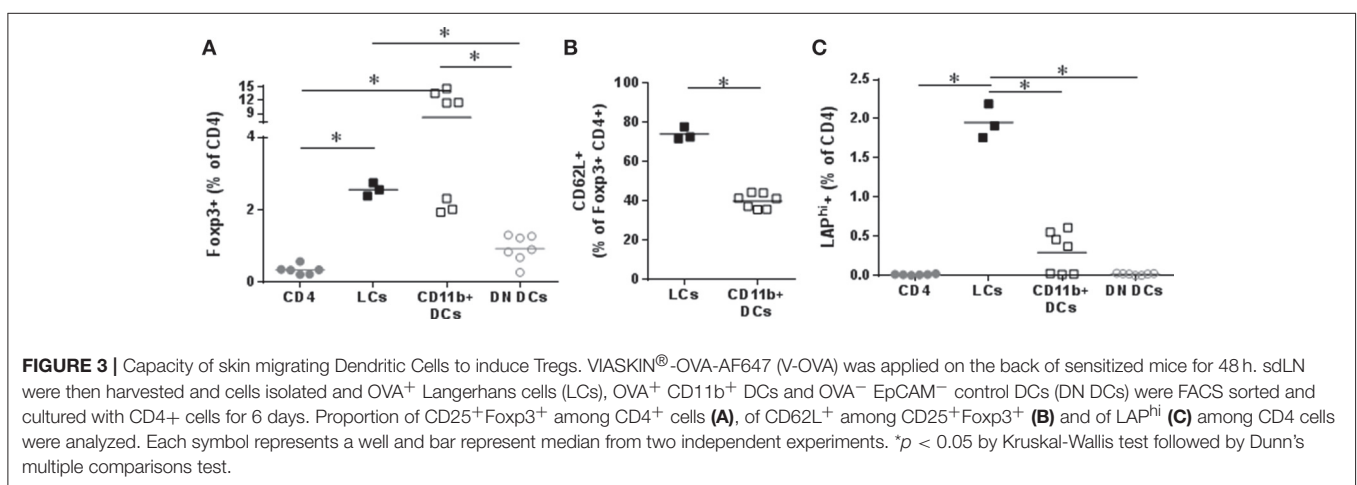 A
B
C
*
*
*
*
*
*
*
*
Foxp3+ (% of CD4)
15
12
9
4
2
0
CD4
LCs
CD11b+
DCs
DN DCs
CD62L+
(% of Foxp3+ CD4+)
100
80
60
40
20
0
LCs
CD11b+
DCs
LAPhi+ (% of CD4)
2.5
2.0
1.5
1.0
0.5
0.0
CD4
LCs
CD11b+
DCs
DN DCs
FIGURE 3 | Capacity of skin migrating Dendritic Cells to induce Tregs. VIASKIN®-OVA-AF647 (V-OVA) was applied on the back of sensitized mice for 48 h. sdLN
were then harvested and cells isolated and OVA+ Langerhans cells (LCs), OVA+ CD11b+ DCs and OVA− EpCAM− control DCs (DN DCs) were FACS sorted and
cultured with CD4+ cells for 6 days. Proportion of CD25+Foxp3+ among CD4+ cells (A), of CD62L+ among CD25+Foxp3+ (B) and of LAPhi (C) among CD4 cells
were analyzed. Each symbol represents a well and bar represent median from two independent experiments. *p < 0.05 by Kruskal-Wallis test followed by Dunn's
multiple comparisons test.